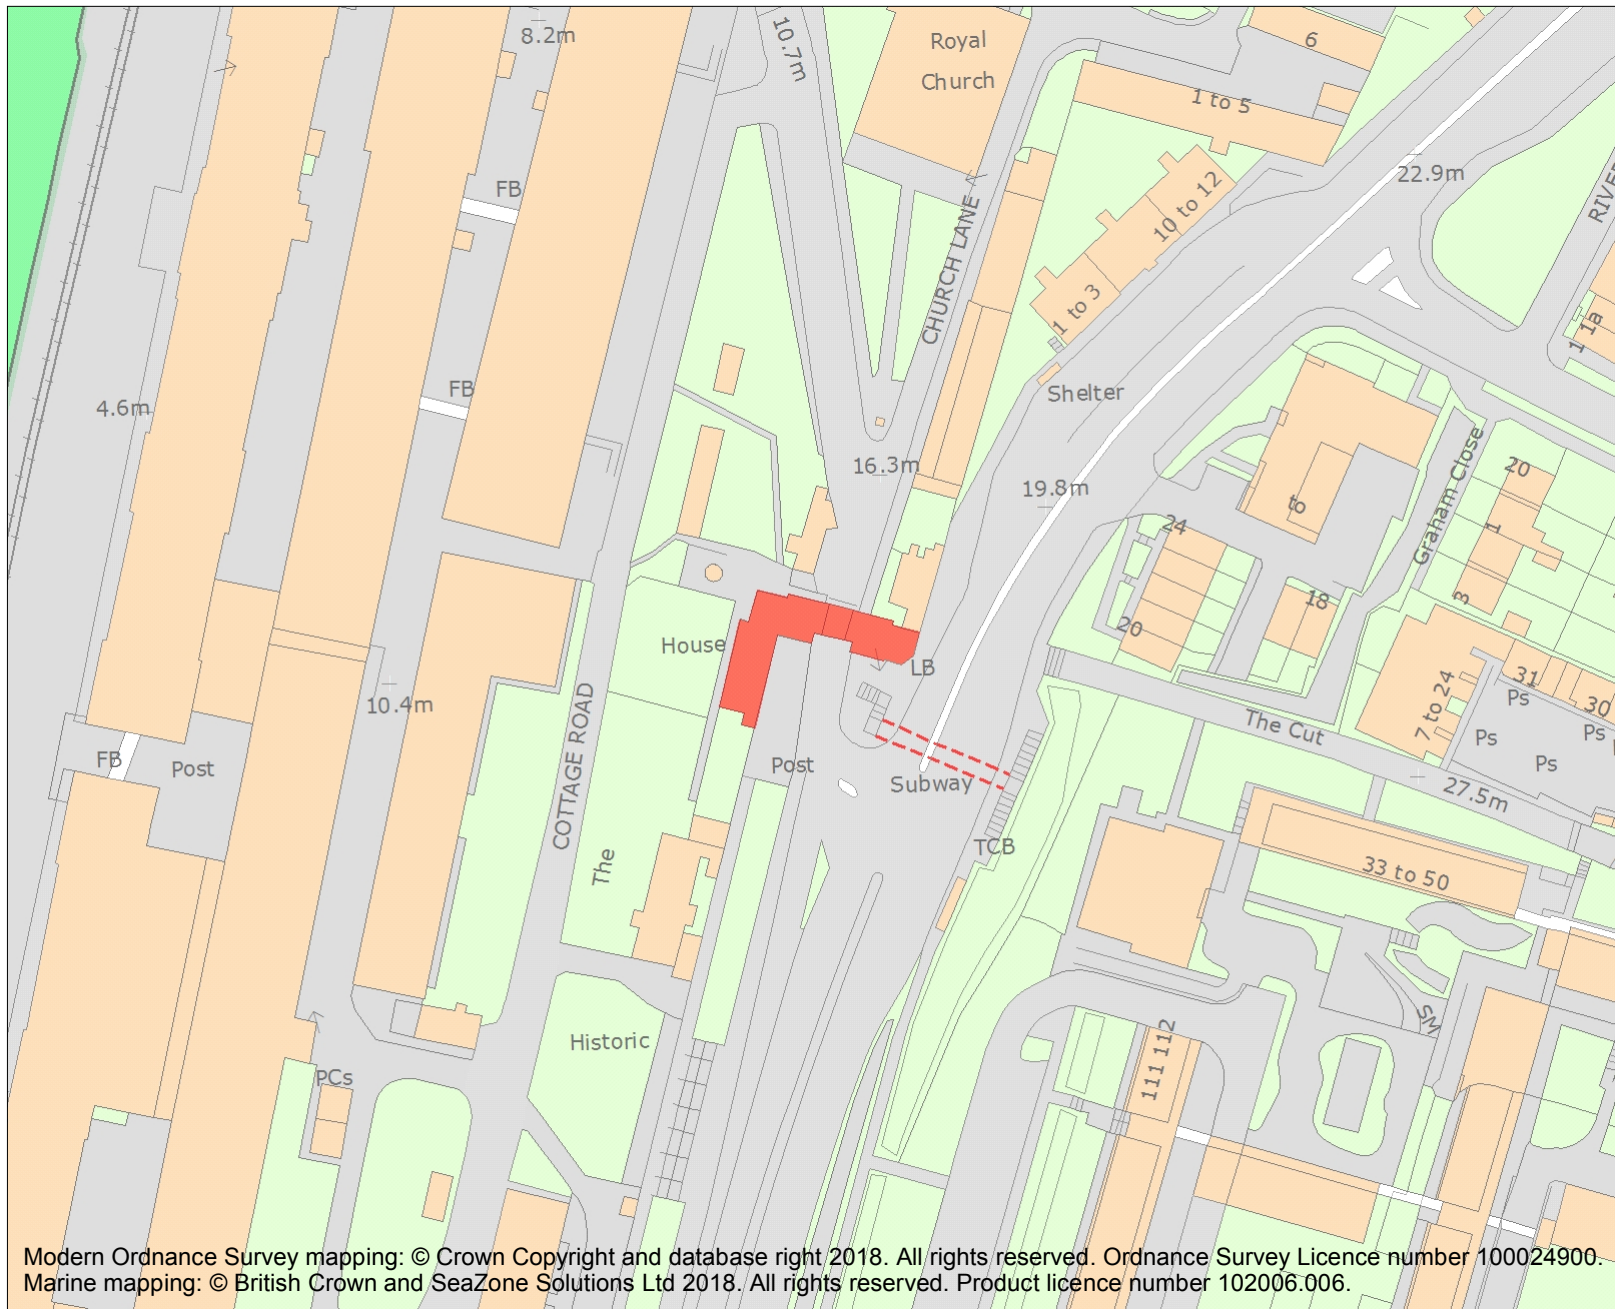 8.2m
10.7m
Royal
Church
6
1 to 5
22.9m
FB
10 to 12
CHURCH LANE
1 to 3
1a
1
FB
4.6m
Shelter
16.3m
19.8m
24
to
Graham Close
20
1
3
18
20
House
LB
31
30
Ps
Ps
Ps
Ps
7 to 24
The Cut
10.4m
COTTAGE ROAD
FB
Post
Post
Subway
27.5m
TCB
The
33 to 50
SM
Historic
111 112
PCs
Modern Ordnance Survey mapping: © Crown Copyright and database right 2018. All rights reserved. Ordnance Survey Licence number 100024900.
Marine mapping: © British Crown and SeaZone Solutions Ltd 2018. All rights reserved. Product licence number 102006.006.